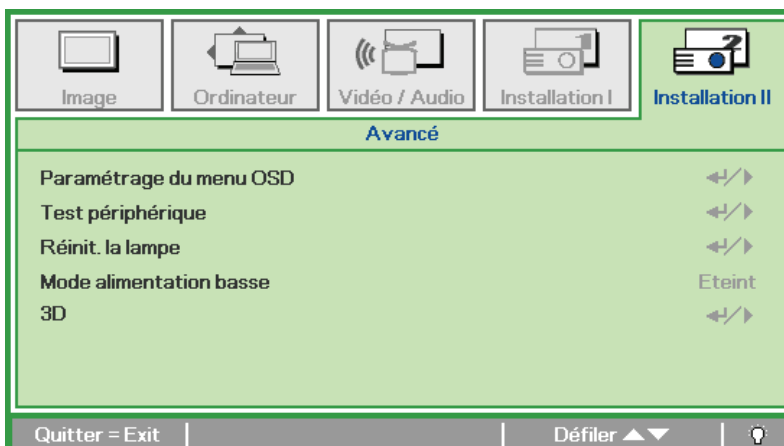 Image
Ordinateur
Vidéo / Audio
Installation I
Installation II
Avancé
Paramétrage du menu OSD
Test périphérique
Réinit. la lampe
Mode alimentation basse Eteint
3D
Quitter = Exit Défiler ▲▼